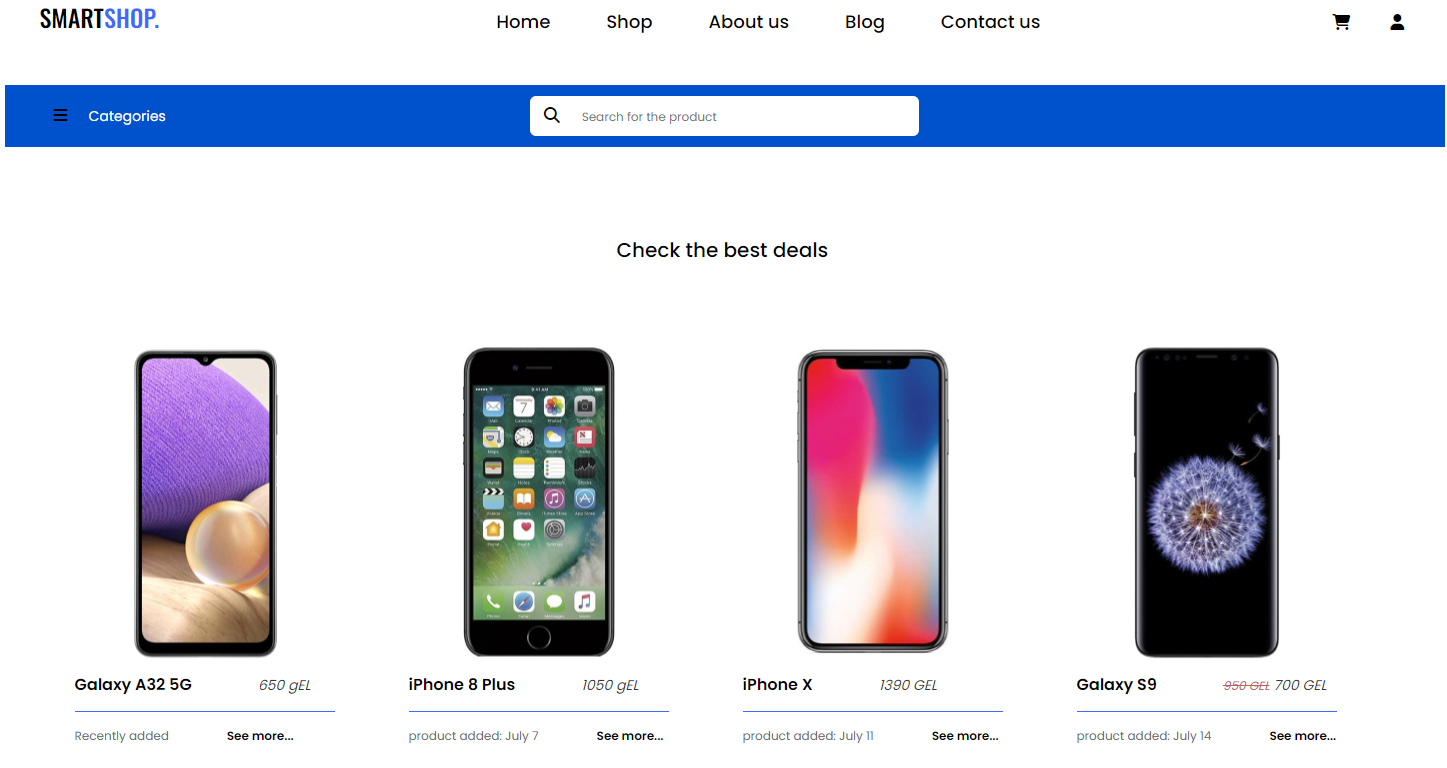 SMARTSHOP.
Home Shop About us Blog Contact us
Categories
Search for the product
Check the best deals
Galaxy A32 5G 650 gEL
Recently added See more...
iPhone 8 Plus 1050 gEL
product added: July 7 See more...
iPhone X 1390 GEL
product added: July 11 See more...
Galaxy S9 950 GEL 700 GEL
product added: July 14 See more...